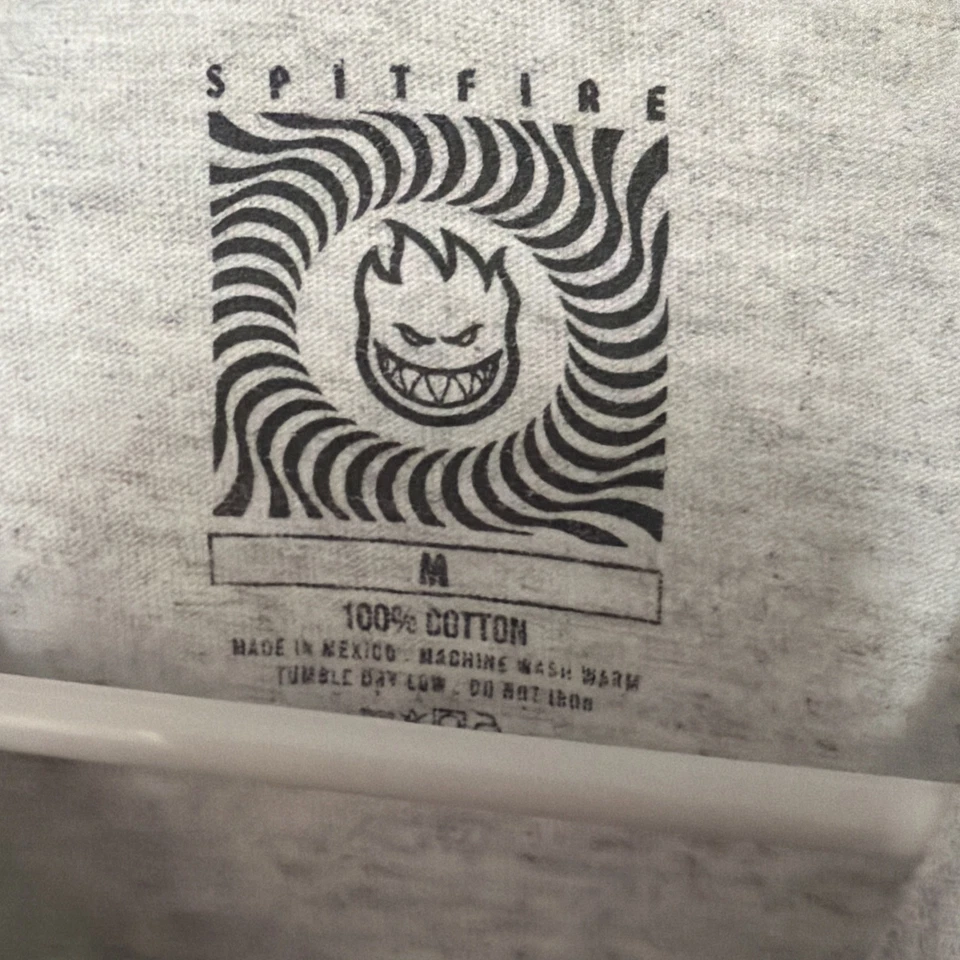 SPITFIRE
M
100% COTTON
MADE IN MEXICO . MACHINE WASH WARM
TUMBLE DRY LOW . DO NOT IRON